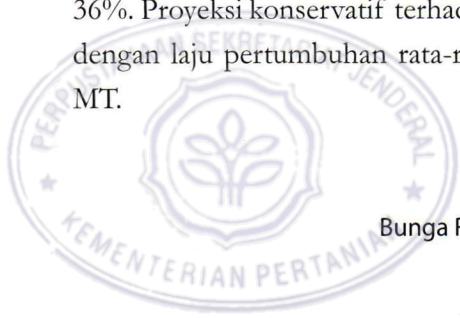 36%. Proyeksi konservatif terhad
dengan laju pertumbuhan rata-r
MT.
PERPUSTAKAAN SEKRETARIAT JENDERAL
KEMENTERIAN PERTANIAN
Bunga F